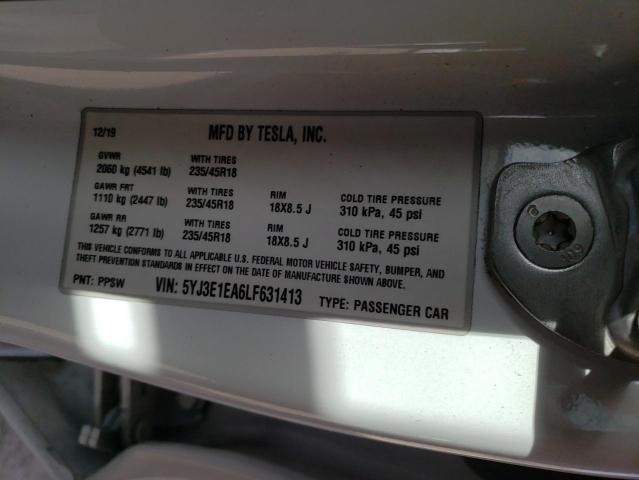 12/19 MFD BY TESLA, INC.
GVWR WITH TIRES
2060 kg (4541 lb) 235/45R18
GAWR FRT WITH TIRES RIM COLD TIRE PRESSURE
1110 kg (2447 lb) 235/45R18 18X8.5 J 310 kPa, 45 psi
GAWR RR WITH TIRES RIM COLD TIRE PRESSURE
1257 kg (2771 lb) 235/45R18 18X8.5 J 310 kPa, 45 psi
THIS VEHICLE CONFORMS TO ALL APPLICABLE U.S. FEDERAL MOTOR VEHICLE SAFETY, BUMPER, AND
THEFT PREVENTION STANDARDS IN EFFECT ON THE DATE OF MANUFACTURE SHOWN ABOVE.
PNT: PPSW VIN: 5YJ3E1EA6LF631413 TYPE: PASSENGER CAR